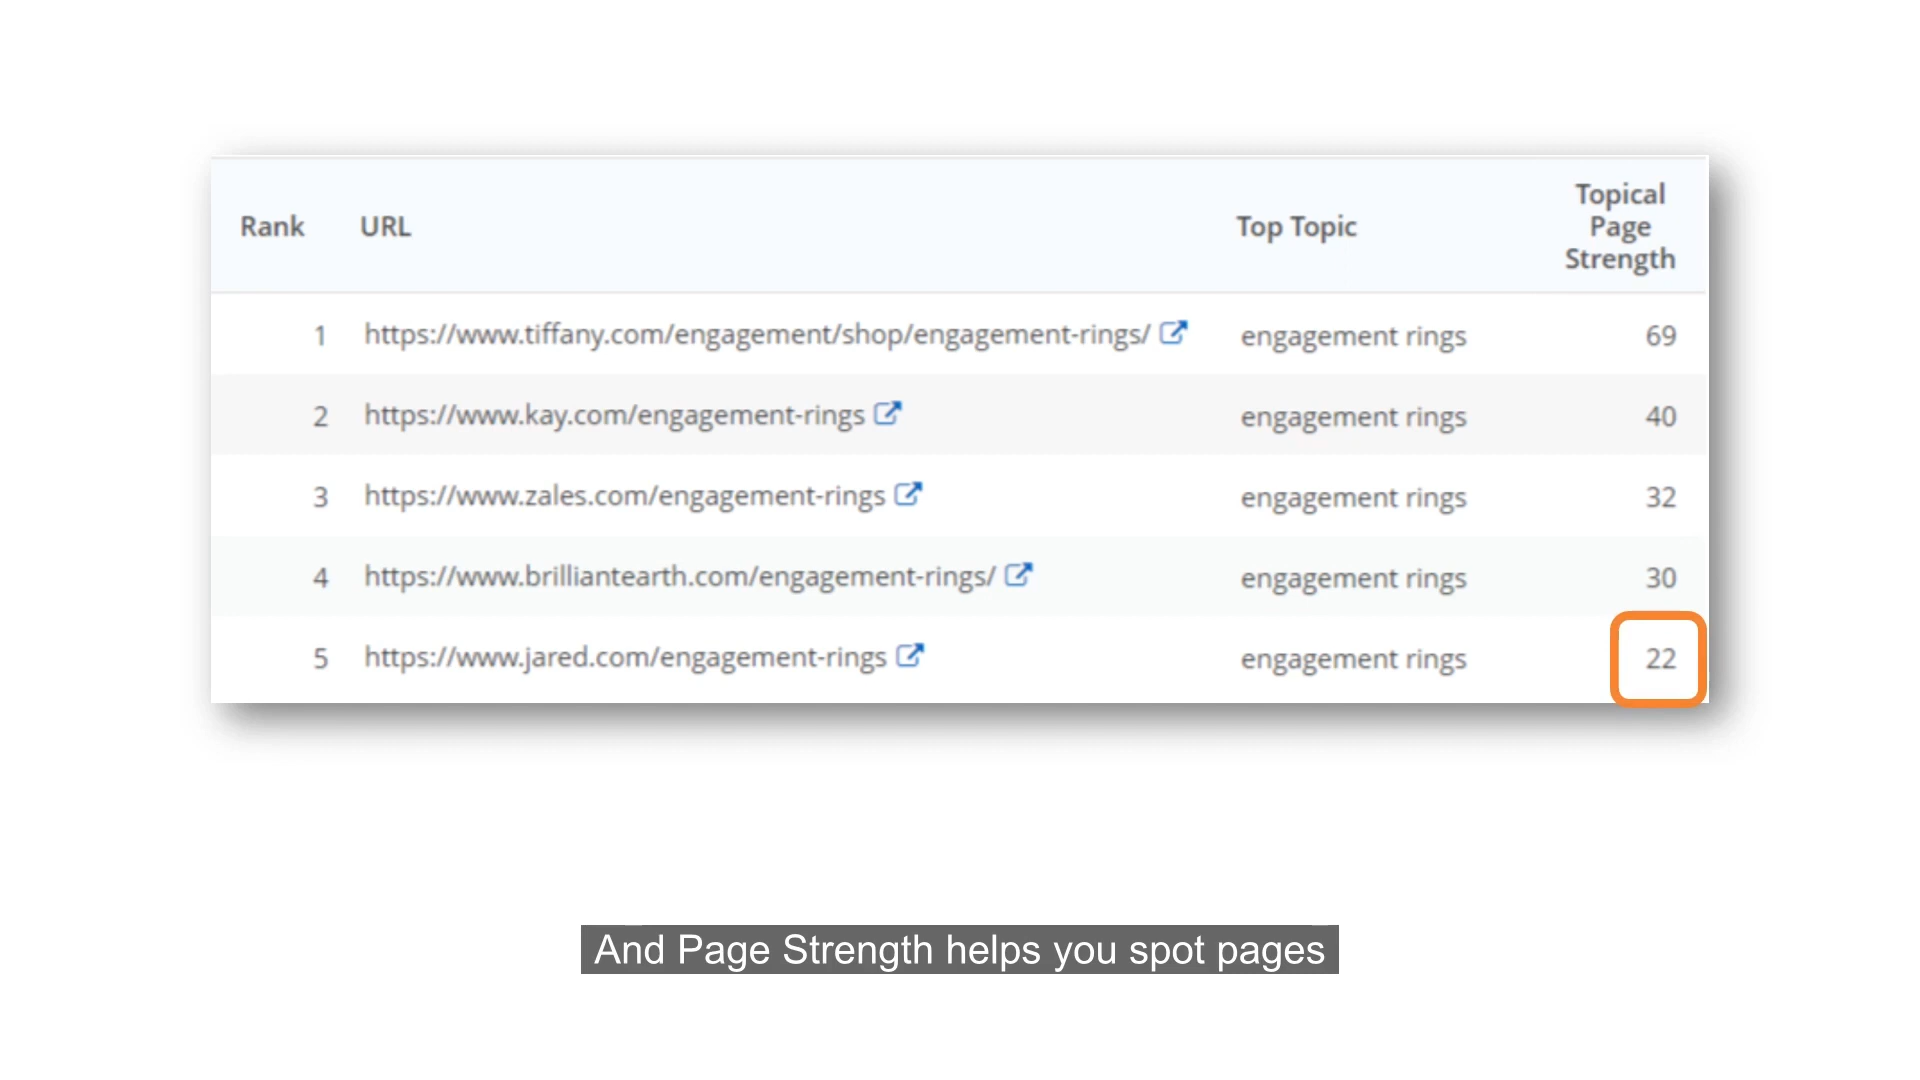 Rank URL Top Topic Topical Page Strength
1 https://www.tiffany.com/engagement/shop/engagement-rings/ engagement rings 69
2 https://www.kay.com/engagement-rings engagement rings 40
3 https://www.zales.com/engagement-rings engagement rings 32
4 https://www.brilliantearth.com/engagement-rings/ engagement rings 30
5 https://www.jared.com/engagement-rings engagement rings 22
And Page Strength helps you spot pages